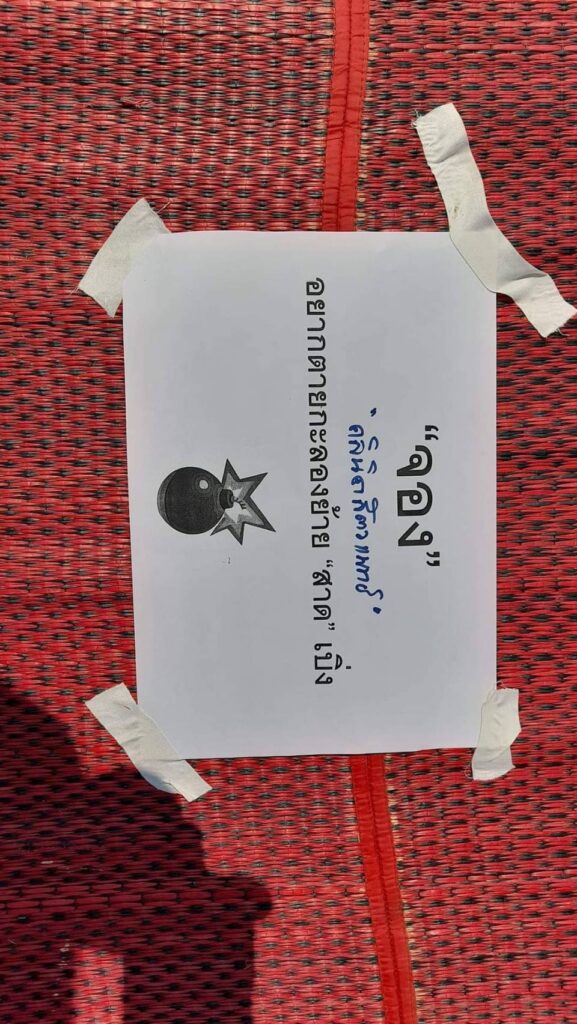 “จอง”
“คลินิกสัตวแพทย์”
อยากตายกะลองย้าย “สาด” เบิ่ง